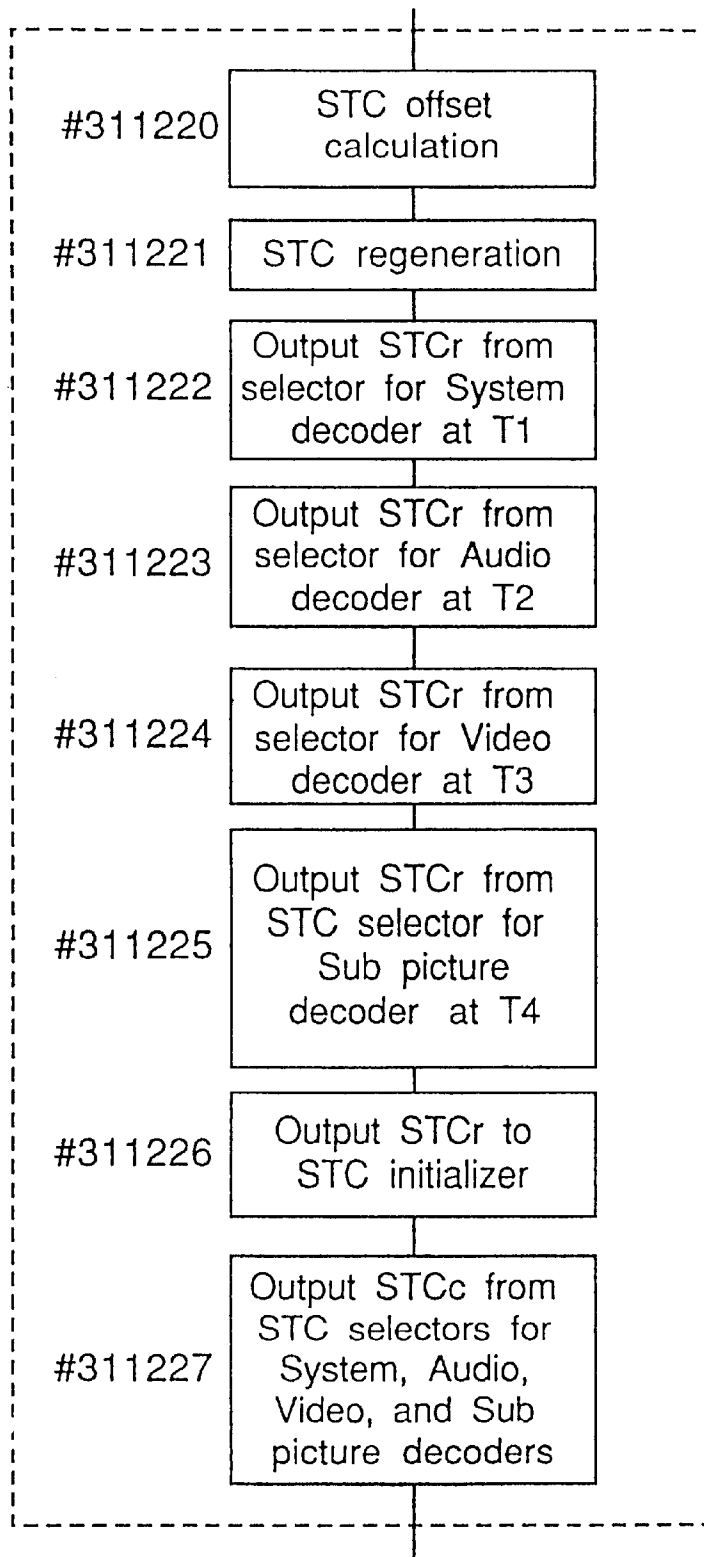 #311220
STC offset
calculation
#311221
STC regeneration
#311222
Output STCr from
selector for System
decoder at T1
#311223
Output STCr from
selector for Audio
decoder at T2
#311224
Output STCr from
selector for Video
decoder at T3
#311225
Output STCr from
STC selector for
Sub picture
decoder at T4
#311226
Output STCr to
STC initializer
#311227
Output STCc from
STC selectors for
System, Audio,
Video, and Sub
picture decoders